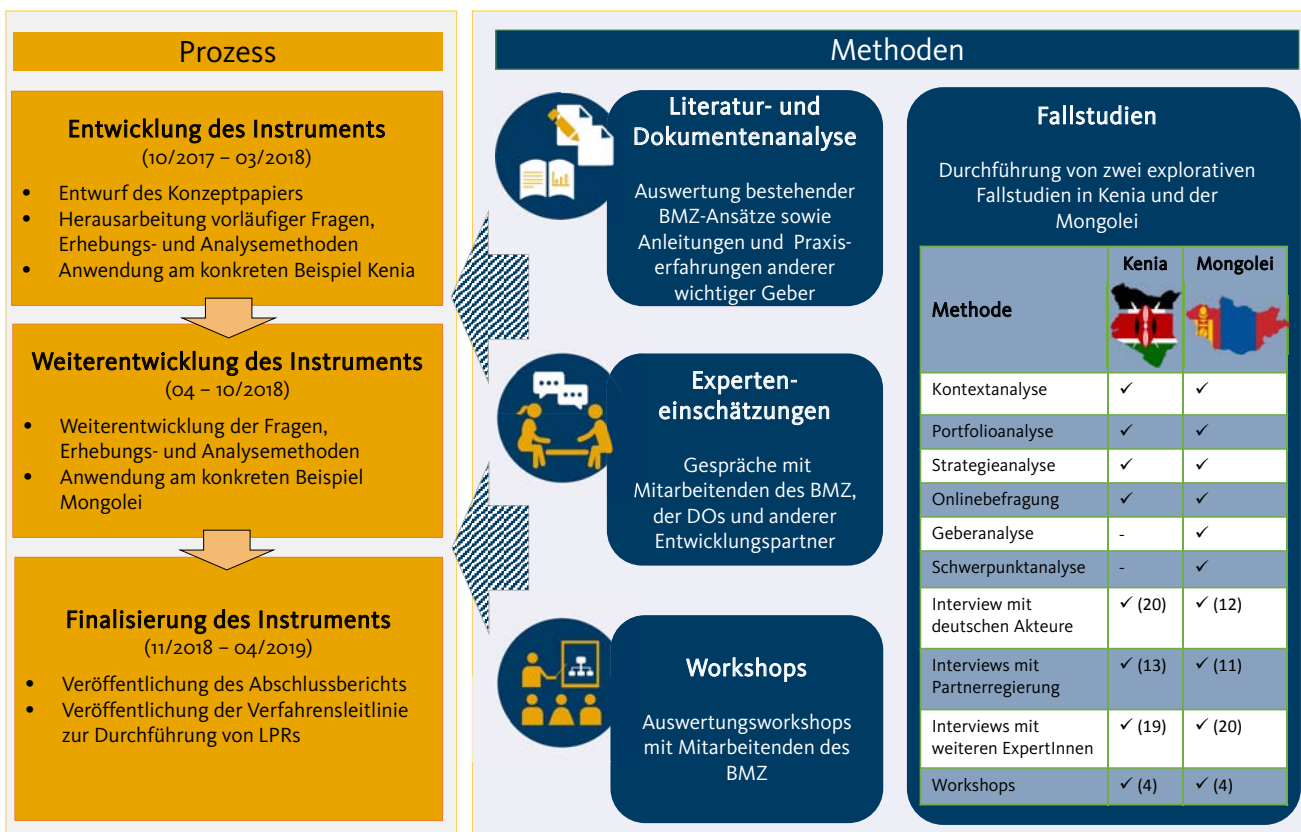 Prozess
Entwicklung des Instruments
(10/2017 – 03/2018)
• Entwurf des Konzeptpapiers
• Herausarbeitung vorläufiger Fragen,
Erhebungs- und Analysemethoden
• Anwendung am konkreten Beispiel Kenia
Weiterentwicklung des Instruments
(04 – 10/2018)
• Weiterentwicklung der Fragen,
Erhebungs- und Analysemethoden
• Anwendung am konkreten Beispiel
Mongolei
Finalisierung des Instruments
(11/2018 – 04/2019)
• Veröffentlichung des Abschlussberichts
• Veröffentlichung der Verfahrensleitlinie
zur Durchführung von LPRs
Methoden
Literatur- und
Dokumentenanalyse
Auswertung bestehender
BMZ-Ansätze sowie
Anleitungen und Praxis-
erfahrungen anderer
wichtiger Geber
Experten-
einschätzungen
Gespräche mit
Mitarbeitenden des BMZ,
der DOs und anderer
Entwicklungspartner
Workshops
Auswertungsworkshops
mit Mitarbeitenden des
BMZ
Fallstudien
Durchführung von zwei explorativen
Fallstudien in Kenia und der
Mongolei
Methode Kenia Mongolei
Kontextanalyse ✓ ✓
Portfolioanalyse ✓ ✓
Strategieanalyse ✓ ✓
Onlinebefragung ✓ ✓
Geberanalyse - ✓
Schwerpunktanalyse - ✓
Interview mit
deutschen Akteure ✓ (20) ✓ (12)
Interviews mit
Partnerregierung ✓ (13) ✓ (11)
Interviews mit
weiteren ExpertInnen ✓ (19) ✓ (20)
Workshops ✓ (4) ✓ (4)